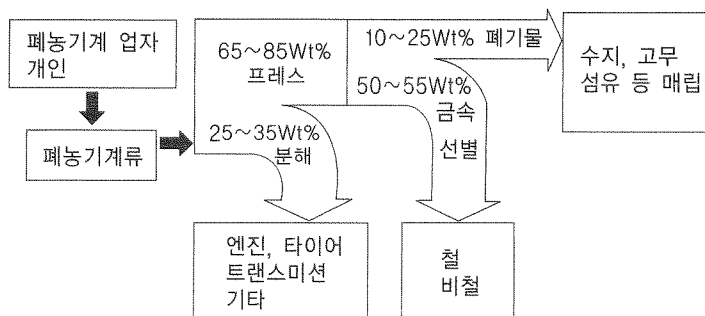 폐농기계 업자
개인
폐농기계류
65~85Wt%
프레스
25~35Wt%
분해
10~25Wt% 폐기물
50~55Wt%
금속
선별
수지, 고무
섬유 등 매립
엔진, 타이어
트랜스미션
기타
철
비철